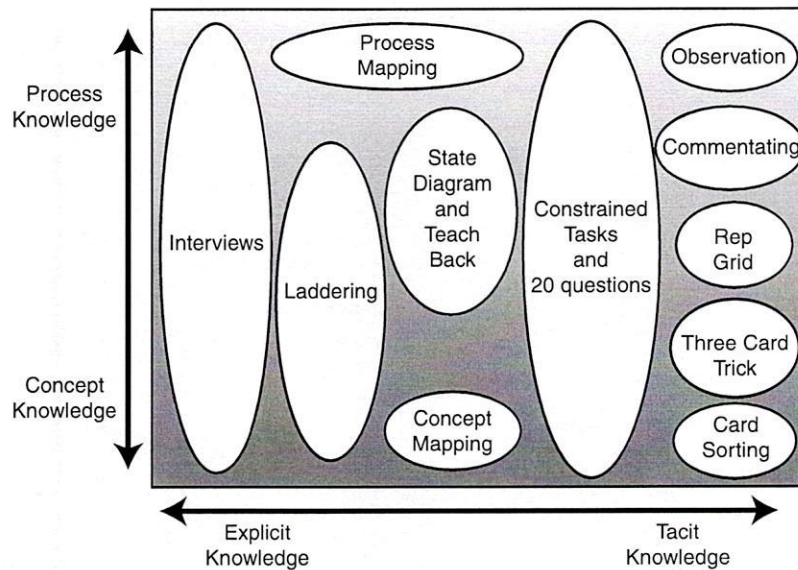 Process
Knowledge
Concept
Knowledge
Interviews
Process
Mapping
Laddering
State
Diagram
and
Teach
Back
Concept
Mapping
Constrained
Tasks
and
20 questions
Observation
Commentating
Rep
Grid
Three Card
Trick
Card
Sorting
Explicit
Knowledge
Tacit
Knowledge